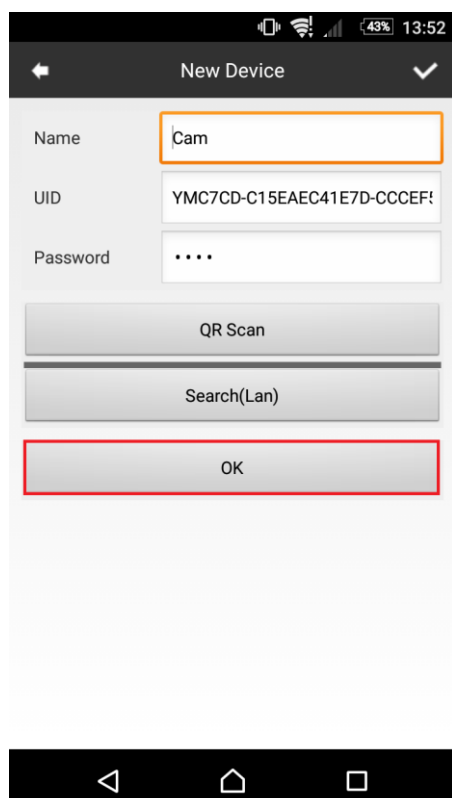 43% 13:52
New Device
Name Cam
UID YMC7CD-C15EAEC41E7D-CCCEF
Password ••••
QR Scan
Search(Lan)
OK